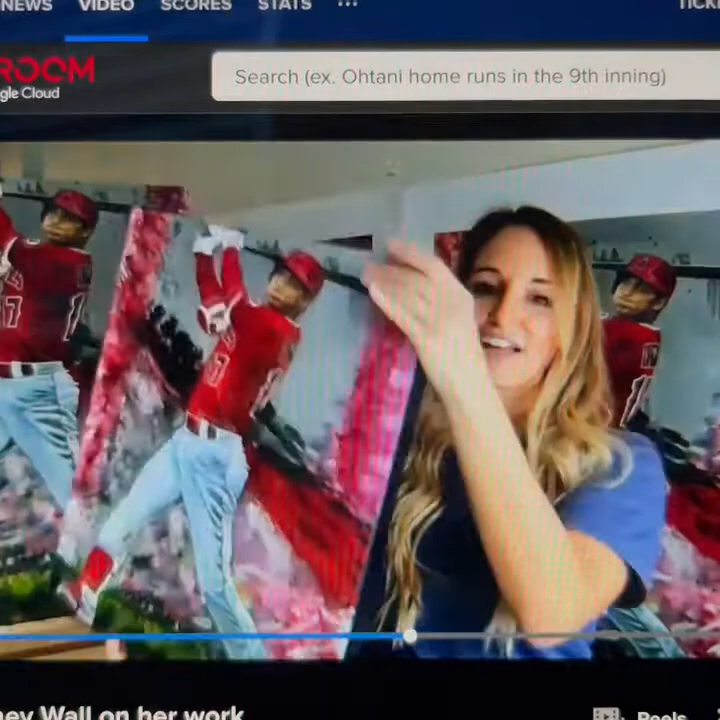 NEWS VIDEO SCORES STATS ...
ROOM
gle Cloud
Search (ex. Ohtani home runs in the 9th inning)
17
ney Wall on her work
Reels